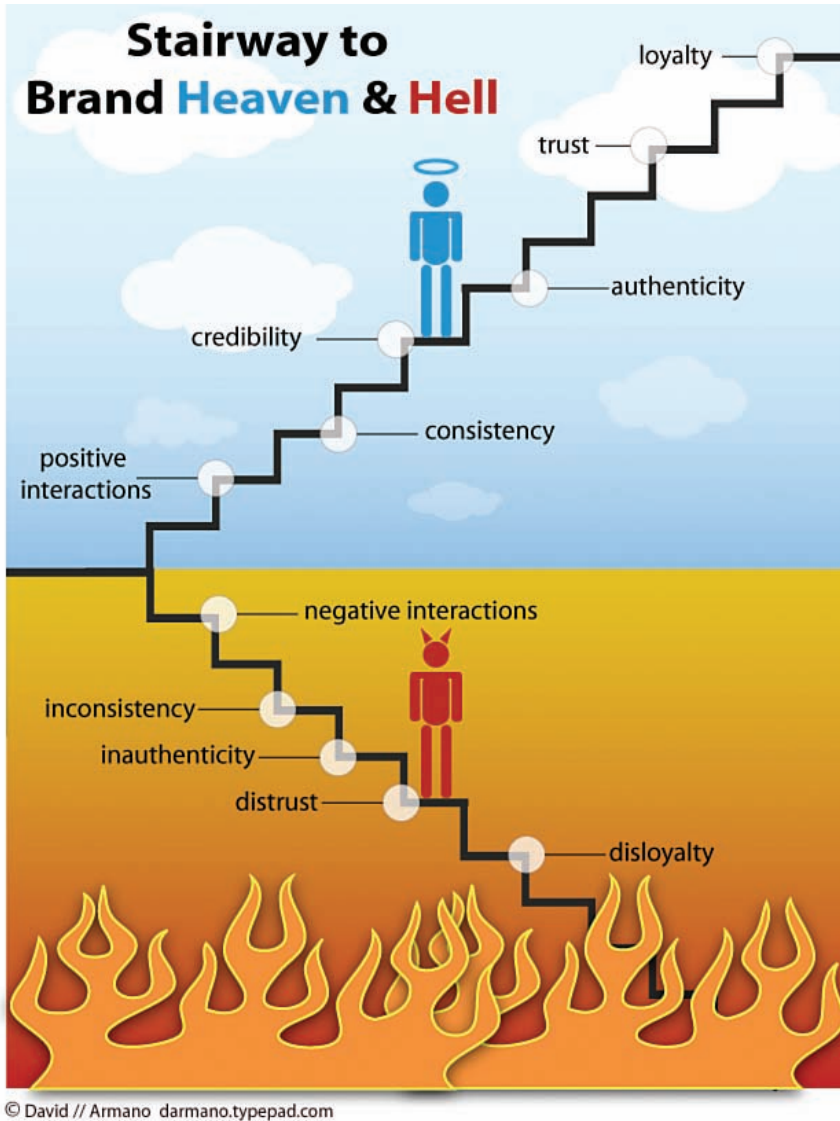 Stairway to
Brand Heaven & Hell
loyalty
trust
authenticity
credibility
consistency
positive
interactions
negative interactions
inconsistency
inauthenticity
distrust
disloyalty
© David // Armano darmano.typepad.com